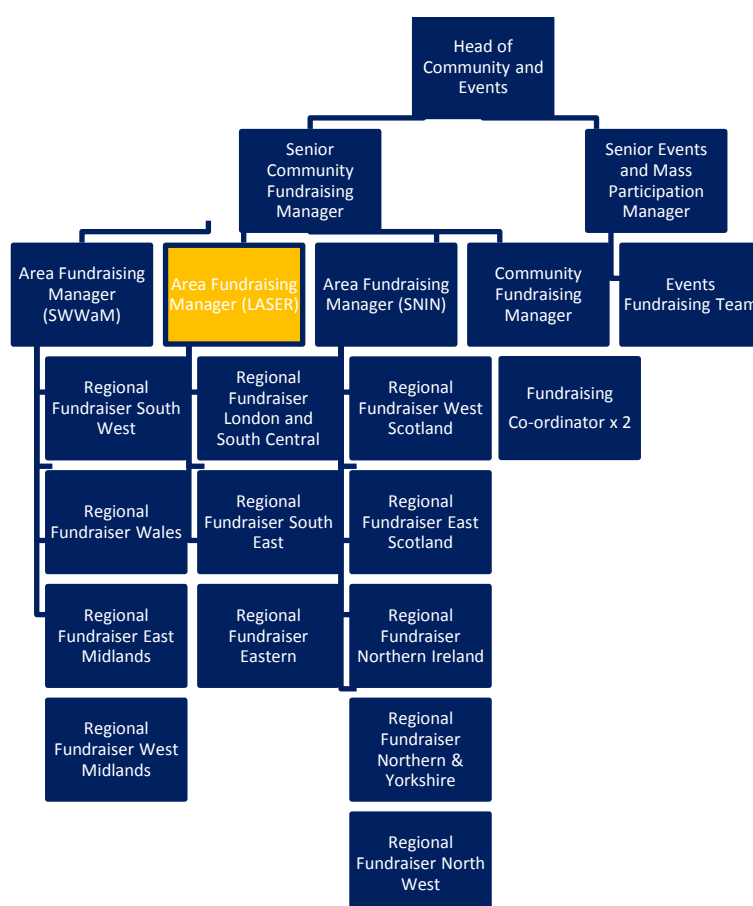 Head of
Community and
Events
Senior
Community
Fundraising
Manager
Senior Events
and Mass
Participation
Manager
Area Fundraising
Manager
(SWWaM)
Area Fundraising
Manager (LASER)
Area Fundraising
Manager (SNIN)
Community
Fundraising
Manager
Events
Fundraising Team
Regional
Fundraiser South
West
Regional
Fundraiser
London and
South Central
Regional
Fundraiser West
Scotland
Fundraising
Co-ordinator x 2
Regional
Fundraiser Wales
Regional
Fundraiser South
East
Regional
Fundraiser East
Scotland
Regional
Fundraiser East
Midlands
Regional
Fundraiser
Eastern
Regional
Fundraiser
Northern Ireland
Regional
Fundraiser West
Midlands
Regional
Fundraiser
Northern &
Yorkshire
Regional
Fundraiser North
West